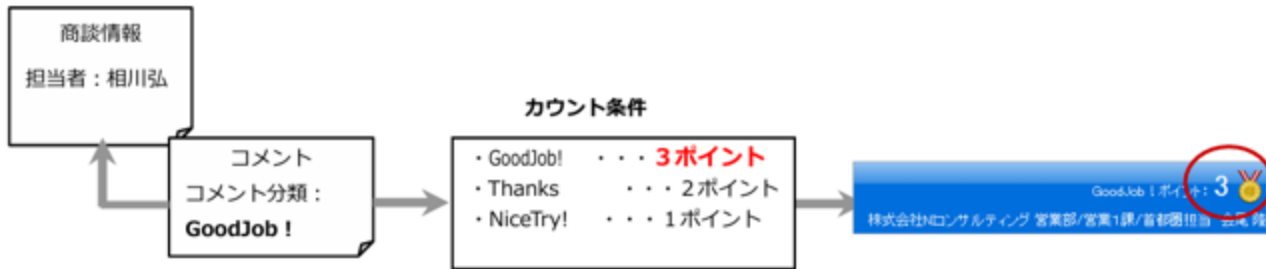 商談情報
担当者：相川弘
コメント
コメント分類：
GoodJob！
カウント条件
・GoodJob!　・・・３ポイント
・Thanks　・・・２ポイント
・NiceTry!　・・・１ポイント
GoodJob！ポイント：3
株式会社Nコンサルティング 営業部/営業1課/首都圏担当